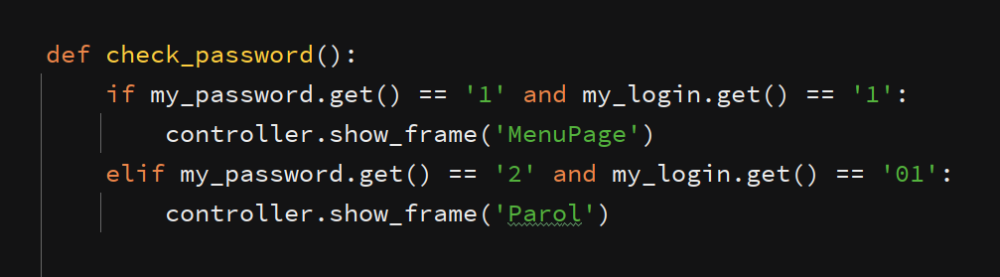 def check_password():
    if my_password.get() == '1' and my_login.get() == '1':
        controller.show_frame('MenuPage')
    elif my_password.get() == '2' and my_login.get() == '01':
        controller.show_frame('Parol')